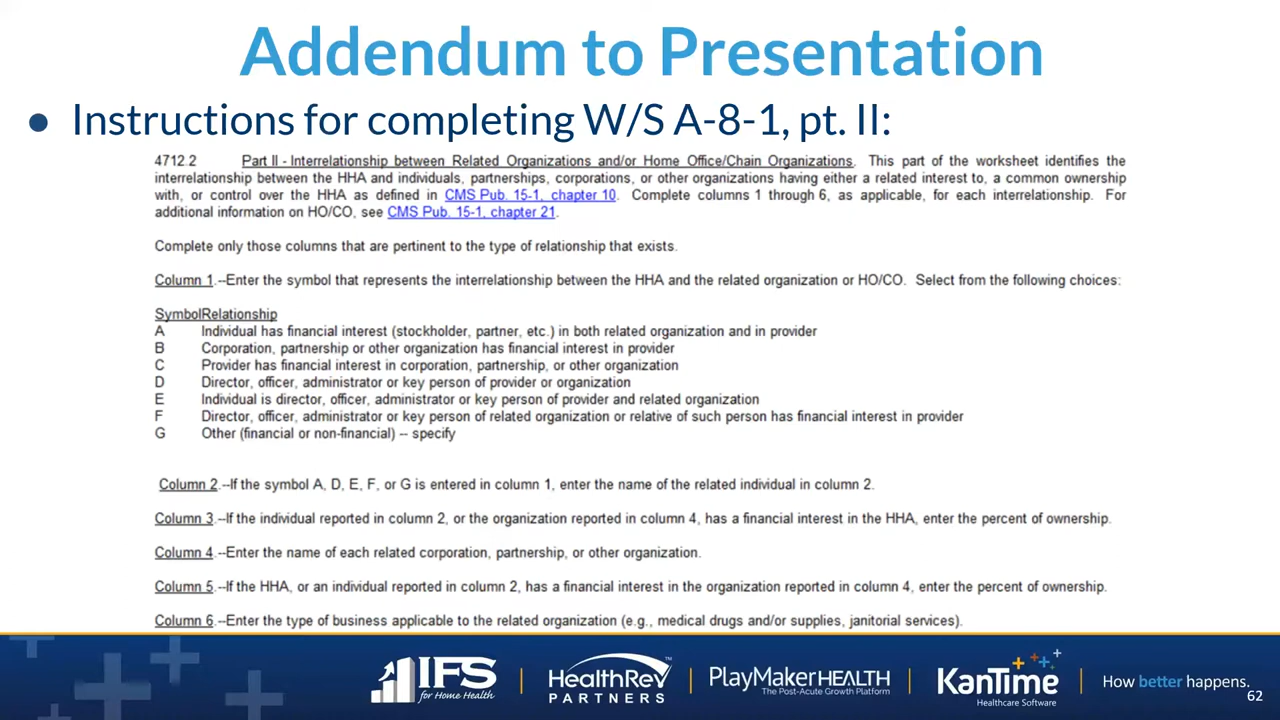 Addendum to Presentation
● Instructions for completing W/S A-8-1, pt. II:
4712.2 Part II - Interrelationship between Related Organizations and/or Home Office/Chain Organizations. This part of the worksheet identifies the
interrelationship between the HHA and individuals, partnerships, corporations, or other organizations having either a related interest to, a common ownership
with, or control over the HHA as defined in CMS Pub. 15-1, chapter 10. Complete columns 1 through 6, as applicable, for each interrelationship. For
additional information on HO/CO, see CMS Pub. 15-1, chapter 21.
Complete only those columns that are pertinent to the type of relationship that exists.
Column 1.--Enter the symbol that represents the interrelationship between the HHA and the related organization or HO/CO. Select from the following choices:
SymbolRelationship
A Individual has financial interest (stockholder, partner, etc.) in both related organization and in provider
B Corporation, partnership or other organization has financial interest in provider
C Provider has financial interest in corporation, partnership, or other organization
D Director, officer, administrator or key person of provider or organization
E Individual is director, officer, administrator or key person of provider and related organization
F Director, officer, administrator or key person of related organization or relative of such person has financial interest in provider
G Other (financial or non-financial) -- specify
Column 2.--If the symbol A, D, E, F, or G is entered in column 1, enter the name of the related individual in column 2.
Column 3.--If the individual reported in column 2, or the organization reported in column 4, has a financial interest in the HHA, enter the percent of ownership.
Column 4.--Enter the name of each related corporation, partnership, or other organization.
Column 5.--If the HHA, or an individual reported in column 2, has a financial interest in the organization reported in column 4, enter the percent of ownership.
Column 6.--Enter the type of business applicable to the related organization (e.g., medical drugs and/or supplies, janitorial services).
IFS
for Home Health
HealthRev
PARTNERS
PlayMakerHEALTH
The Post-Acute Growth Platform
KanTime
Healthcare Software
How better happens.
62